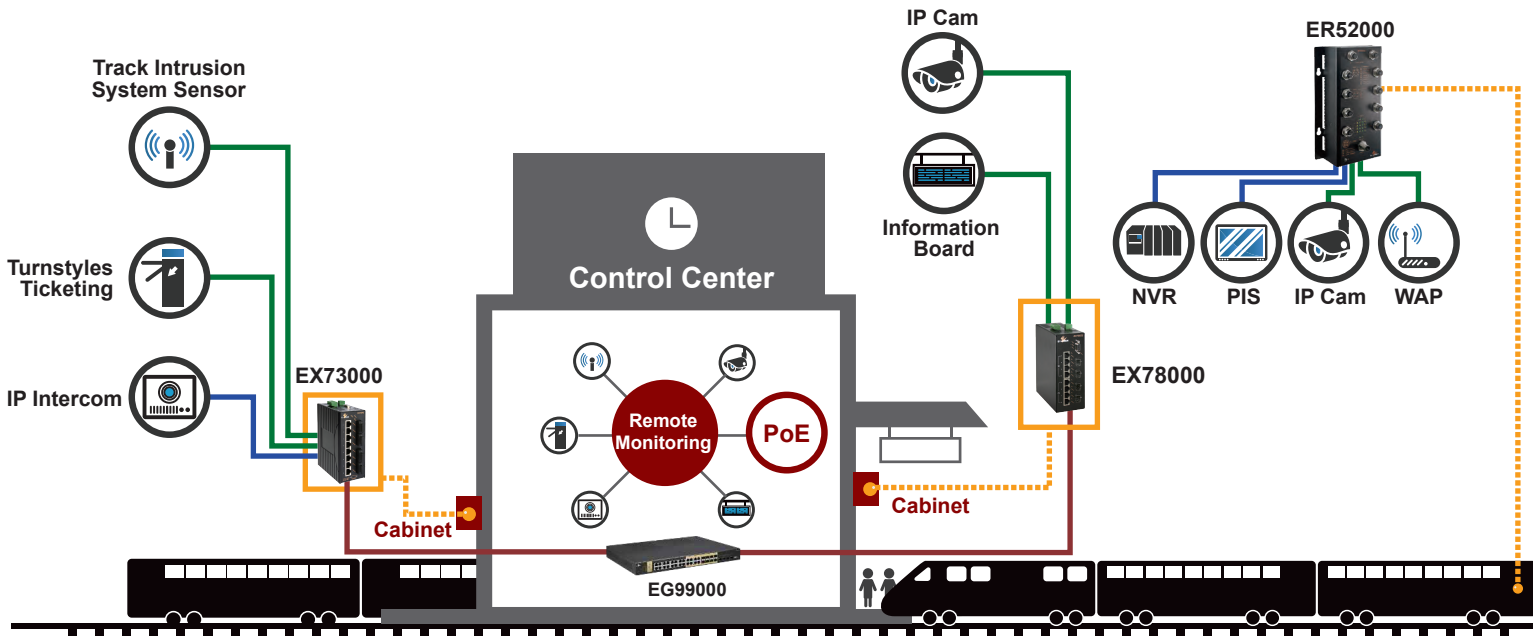 IP Cam
ER52000
Track Intrusion
System Sensor
Information
Board
Control Center
Turnstyles
Ticketing
NVR
PIS
IP Cam
WAP
EX73000
EX78000
IP Intercom
Remote
Monitoring
PoE
Cabinet
Cabinet
EG99000